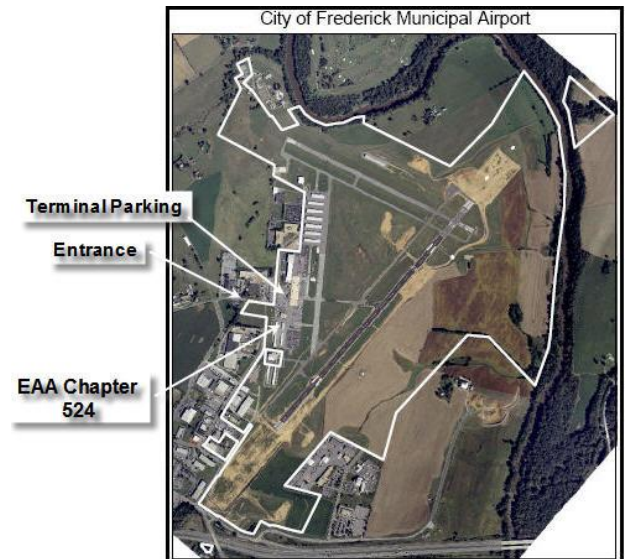 City of Frederick Municipal Airport
Terminal Parking
Entrance
EAA Chapter
524